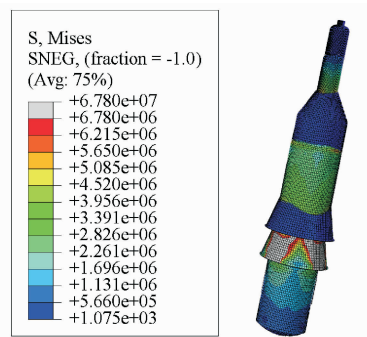 S, Mises
SNEG, (fraction = -1.0)
(Avg: 75%)
+6.780e+07
+6.780e+06
+6.215e+06
+5.650e+06
+5.085e+06
+4.520e+06
+3.956e+06
+3.391e+06
+2.826e+06
+2.261e+06
+1.696e+06
+1.131e+06
+5.660e+05
+1.075e+03